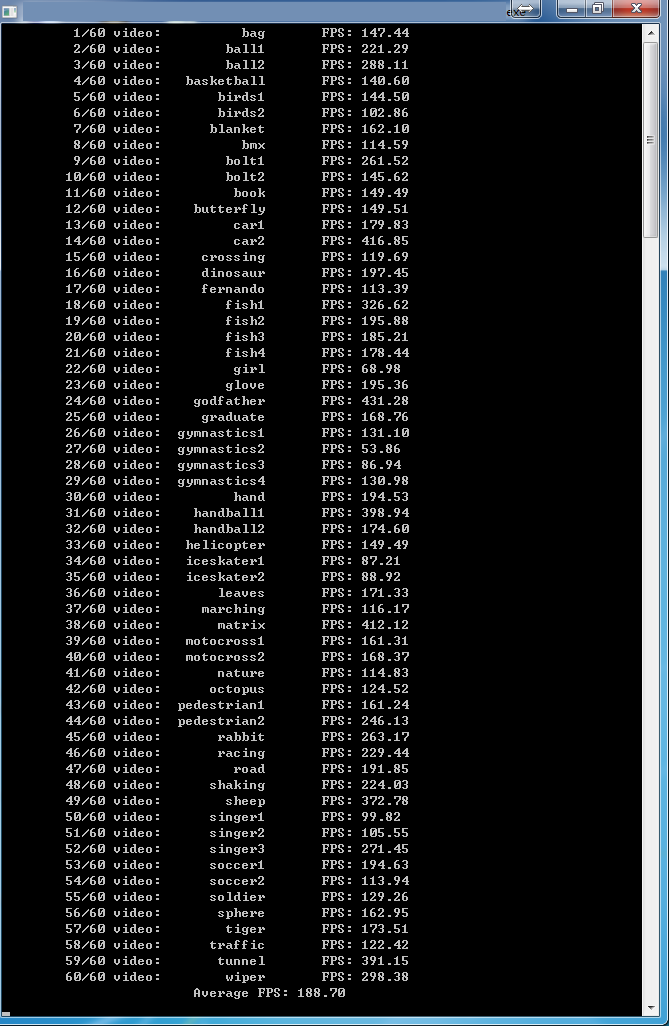 exe
1/60 video: bag FPS: 147.44
2/60 video: ball1 FPS: 221.29
3/60 video: ball2 FPS: 288.11
4/60 video: basketball FPS: 140.60
5/60 video: birds1 FPS: 144.50
6/60 video: birds2 FPS: 102.86
7/60 video: blanket FPS: 162.10
8/60 video: bmx FPS: 114.59
9/60 video: bolt1 FPS: 261.52
10/60 video: bolt2 FPS: 145.62
11/60 video: book FPS: 149.49
12/60 video: butterfly FPS: 149.51
13/60 video: car1 FPS: 179.83
14/60 video: car2 FPS: 416.85
15/60 video: crossing FPS: 119.69
16/60 video: dinosaur FPS: 197.45
17/60 video: fernando FPS: 113.39
18/60 video: fish1 FPS: 326.62
19/60 video: fish2 FPS: 195.88
20/60 video: fish3 FPS: 185.21
21/60 video: fish4 FPS: 178.44
22/60 video: girl FPS: 68.98
23/60 video: glove FPS: 195.36
24/60 video: godfather FPS: 431.28
25/60 video: graduate FPS: 168.76
26/60 video: gymnastics1 FPS: 131.10
27/60 video: gymnastics2 FPS: 53.86
28/60 video: gymnastics3 FPS: 86.94
29/60 video: gymnastics4 FPS: 130.98
30/60 video: hand FPS: 194.53
31/60 video: handball1 FPS: 398.94
32/60 video: handball2 FPS: 174.60
33/60 video: helicopter FPS: 149.49
34/60 video: iceskater1 FPS: 87.21
35/60 video: iceskater2 FPS: 88.92
36/60 video: leaves FPS: 171.33
37/60 video: marching FPS: 116.17
38/60 video: matrix FPS: 412.12
39/60 video: motocross1 FPS: 161.31
40/60 video: motocross2 FPS: 168.37
41/60 video: nature FPS: 114.83
42/60 video: octopus FPS: 124.52
43/60 video: pedestrian1 FPS: 161.24
44/60 video: pedestrian2 FPS: 246.13
45/60 video: rabbit FPS: 263.17
46/60 video: racing FPS: 229.44
47/60 video: road FPS: 191.85
48/60 video: shaking FPS: 224.03
49/60 video: sheep FPS: 372.78
50/60 video: singer1 FPS: 99.82
51/60 video: singer2 FPS: 105.55
52/60 video: singer3 FPS: 271.45
53/60 video: soccer1 FPS: 194.63
54/60 video: soccer2 FPS: 113.94
55/60 video: soldier FPS: 129.26
56/60 video: sphere FPS: 162.95
57/60 video: tiger FPS: 173.51
58/60 video: traffic FPS: 122.42
59/60 video: tunnel FPS: 391.15
60/60 video: wiper FPS: 298.38
Average FPS: 188.70